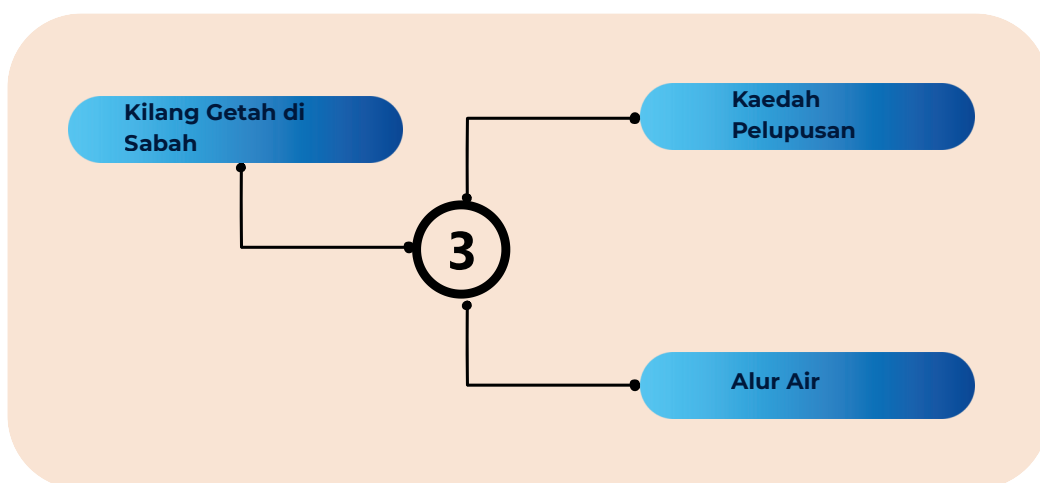 Kilang Getah di
Sabah
Kaedah
Pelupusan
3
Alur Air